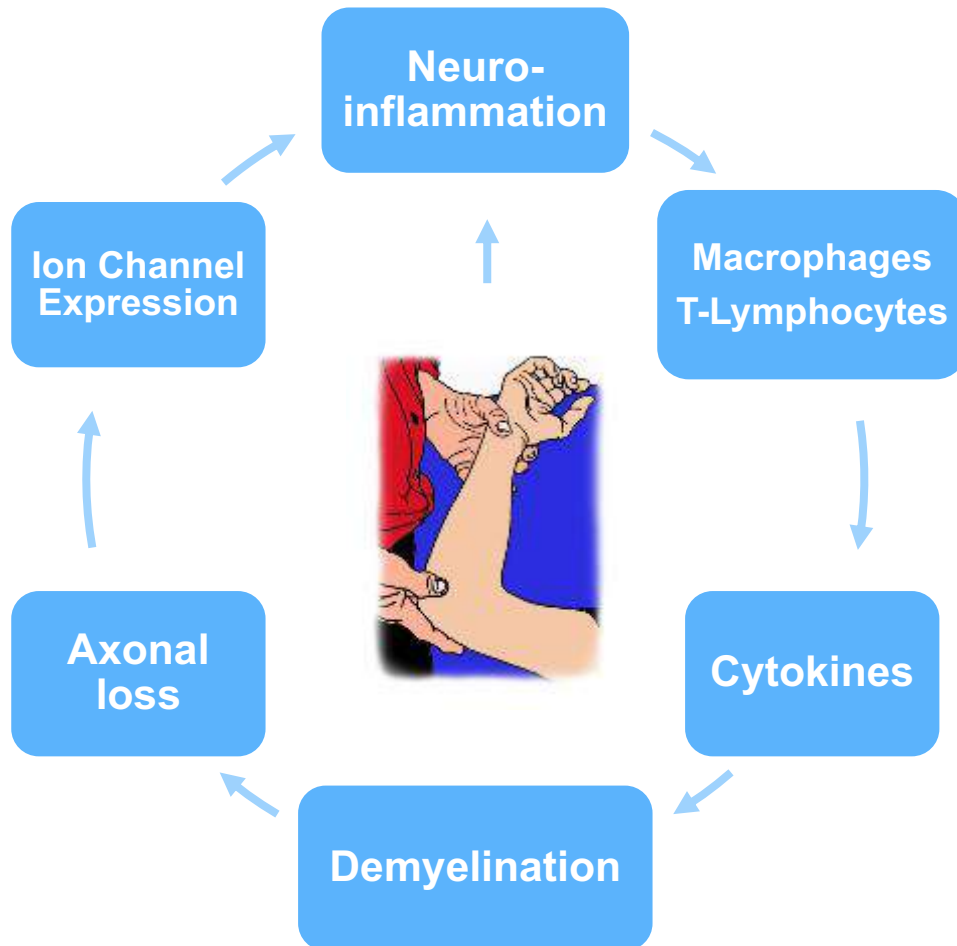 Neuro-
inflammation
Macrophages
T-Lymphocytes
Cytokines
Demyelination
Axonal
loss
Ion Channel
Expression